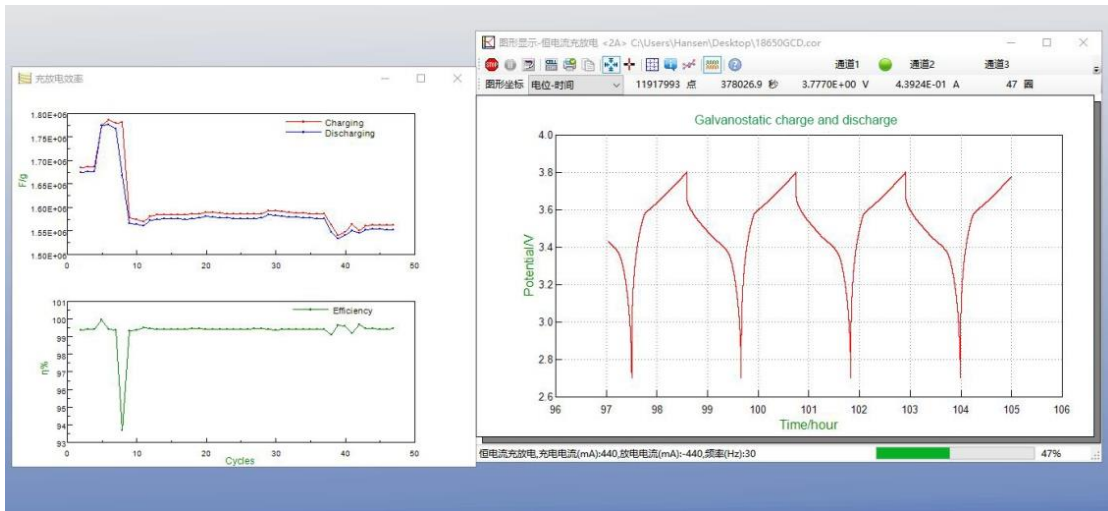 充放电效率
1.80E+06
1.75E+06
1.70E+06
1.65E+06
1.60E+06
1.55E+06
1.50E+06
F/g
Charging
Discharging
0 10 20 30 40 50
101
100
99
98
97
96
95
94
93
η%
Efficiency
0 10 20 30 40 50
Cycles
图形显示-恒电流充放电 <2A> C:\Users\Hansen\Desktop\18650GCD.cor
STOP 通道1 通道2 通道3
图形坐标 电位-时间 11917993 点 378026.9 秒 3.7770E+00 V 4.3924E-01 A 47 圈
Galvanostatic charge and discharge
4.0
3.8
3.6
3.4
3.2
3.0
2.8
2.6
Potential/V
96 97 98 99 100 101 102 103 104 105 106
Time/hour
恒电流充放电,充电电流(mA):440,放电电流(mA):-440,频率(Hz):30 47%